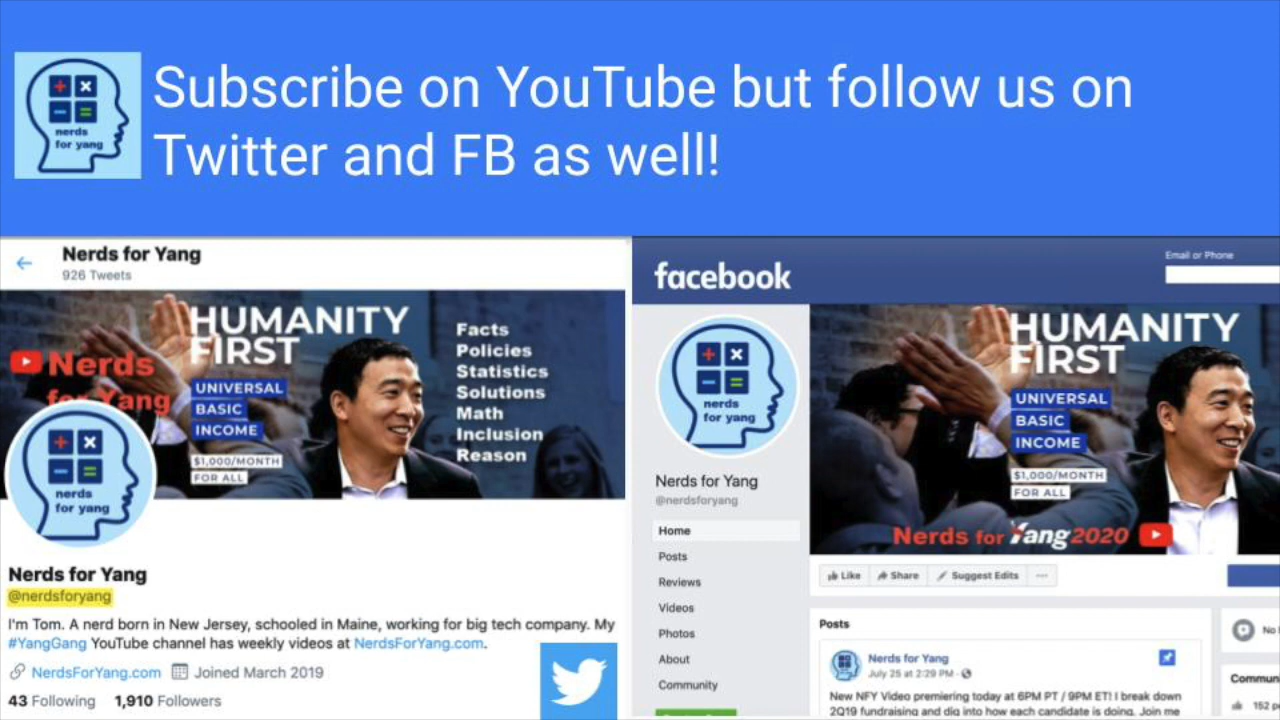 nerds
for yang
Subscribe on YouTube but follow us on
Twitter and FB as well!
Nerds for Yang
926 Tweets
Nerds
for Yang
HUMANITY
FIRST
UNIVERSAL
BASIC
INCOME
$1,000/MONTH
FOR ALL
Facts
Policies
Statistics
Solutions
Math
Inclusion
Reason
nerds
for yang
Nerds for Yang
@nerdsforyang
I'm Tom. A nerd born in New Jersey, schooled in Maine, working for big tech company. My
#YangGang YouTube channel has weekly videos at NerdsForYang.com.
NerdsForYang.com Joined March 2019
43 Following 1,910 Followers
facebook
Email or Phone
nerds
for yang
Nerds for Yang
@nerdsforyang
Home
Posts
Reviews
Videos
Photos
About
Community
HUMANITY
FIRST
UNIVERSAL
BASIC
INCOME
$1,000/MONTH
FOR ALL
Nerds for Yang2020
Like Share Suggest Edits ...
Posts
Nerds for Yang
July 25 at 2:29 PM
New NFY Video premiering today at 6PM PT / 9PM ET! I break down
2Q19 fundraising and dig into how each candidate is doing. Join me
No
Commun
152 p